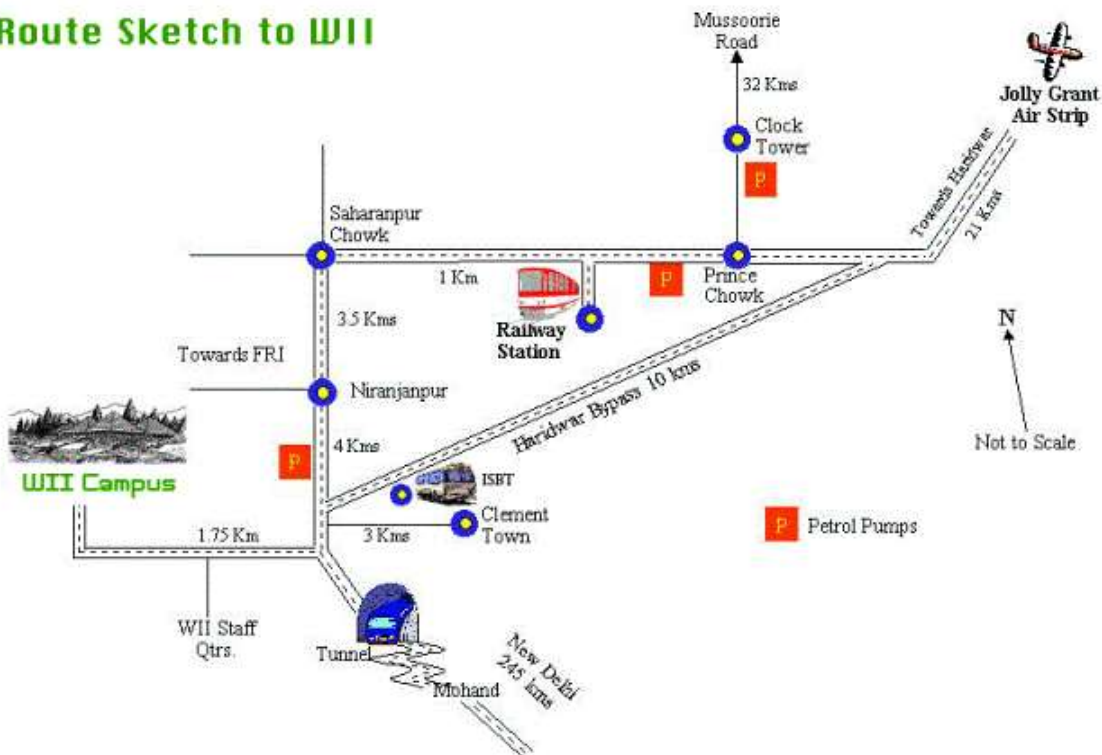 Route Sketch to WII
Mussoorie
Road
32 Kms
Jolly Grant
Air Strip
Clock
Tower
P
Towards Haridwar
21 Kms
Saharanpur
Chowk
1 Km
P
Prince
Chowk
Railway
Station
3.5 Kms
N
Towards FRI
Niranjanpur
Haridwar Bypass 10 kms
Not to Scale
4 Kms
P
WII Campus
ISBT
Clement
Town
3 Kms
1.75 Km
P
Petrol Pumps
WII Staff
Qtrs.
Tunnel
Mohand
New Delhi
245 kms